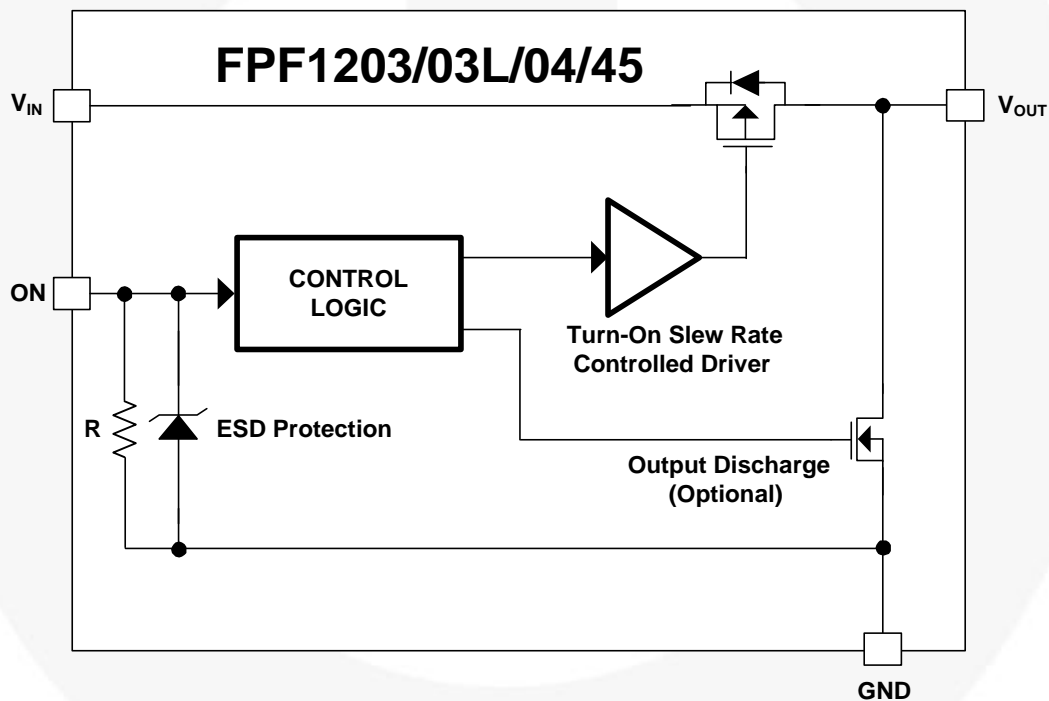 FPF1203/03L/04/45
VIN
VOUT
ON
CONTROL
LOGIC
Turn-On Slew Rate
Controlled Driver
R
ESD Protection
Output Discharge
(Optional)
GND